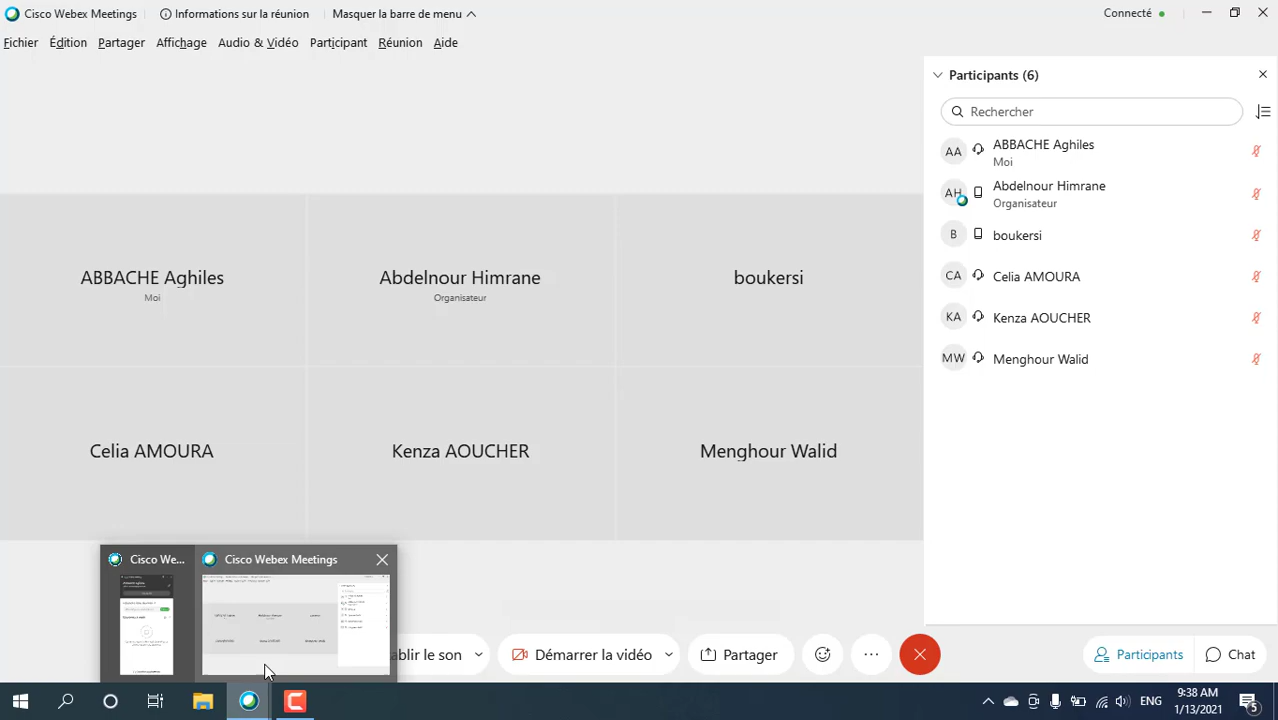 Cisco Webex Meetings
Informations sur la réunion
Masquer la barre de menu
Connecté
Fichier Édition Partager Affichage Audio & Vidéo Participant Réunion Aide
Participants (6)
Rechercher
AA ABBACHE Aghiles
Moi
AH Abdelnour Himrane
Organisateur
B boukersi
CA Celia AMOURA
KA Kenza AOUCHER
MW Menghour Walid
ABBACHE Aghiles
Moi
Abdelnour Himrane
Organisateur
boukersi
Celia AMOURA
Kenza AOUCHER
Menghour Walid
Cisco We...
Cisco Webex Meetings
ablir le son
Démarrer la vidéo
Partager
Participants
Chat
ENG
9:38 AM
1/13/2021
5